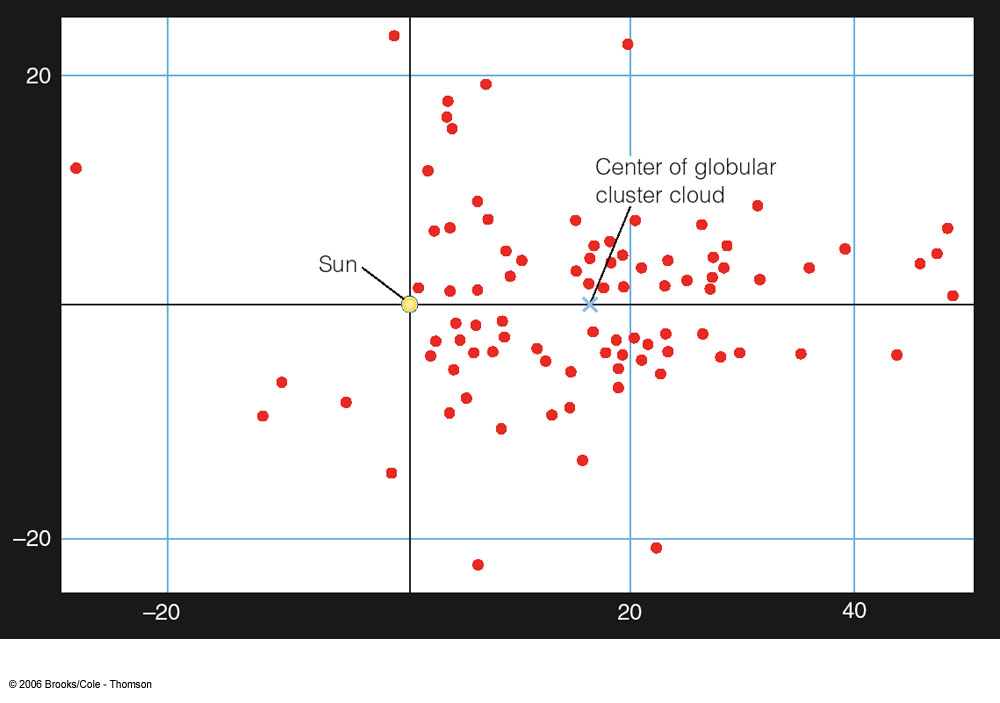 20
Center of globular
cluster cloud
Sun
–20
–20
20
40
© 2006 Brooks/Cole - Thomson